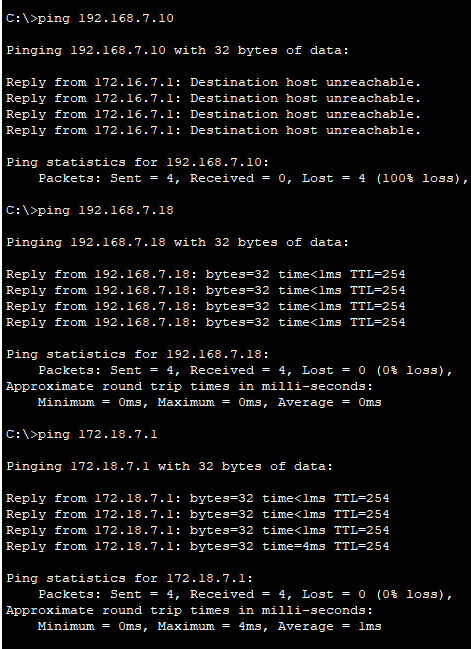 C:\>ping 192.168.7.10
Pinging 192.168.7.10 with 32 bytes of data:
Reply from 172.16.7.1: Destination host unreachable.
Reply from 172.16.7.1: Destination host unreachable.
Reply from 172.16.7.1: Destination host unreachable.
Reply from 172.16.7.1: Destination host unreachable.
Ping statistics for 192.168.7.10:
    Packets: Sent = 4, Received = 0, Lost = 4 (100% loss),
C:\>ping 192.168.7.18
Pinging 192.168.7.18 with 32 bytes of data:
Reply from 192.168.7.18: bytes=32 time<1ms TTL=254
Reply from 192.168.7.18: bytes=32 time<1ms TTL=254
Reply from 192.168.7.18: bytes=32 time<1ms TTL=254
Reply from 192.168.7.18: bytes=32 time<1ms TTL=254
Ping statistics for 192.168.7.18:
    Packets: Sent = 4, Received = 4, Lost = 0 (0% loss),
Approximate round trip times in milli-seconds:
    Minimum = 0ms, Maximum = 0ms, Average = 0ms
C:\>ping 172.18.7.1
Pinging 172.18.7.1 with 32 bytes of data:
Reply from 172.18.7.1: bytes=32 time<1ms TTL=254
Reply from 172.18.7.1: bytes=32 time<1ms TTL=254
Reply from 172.18.7.1: bytes=32 time<1ms TTL=254
Reply from 172.18.7.1: bytes=32 time=4ms TTL=254
Ping statistics for 172.18.7.1:
    Packets: Sent = 4, Received = 4, Lost = 0 (0% loss),
Approximate round trip times in milli-seconds:
    Minimum = 0ms, Maximum = 4ms, Average = 1ms